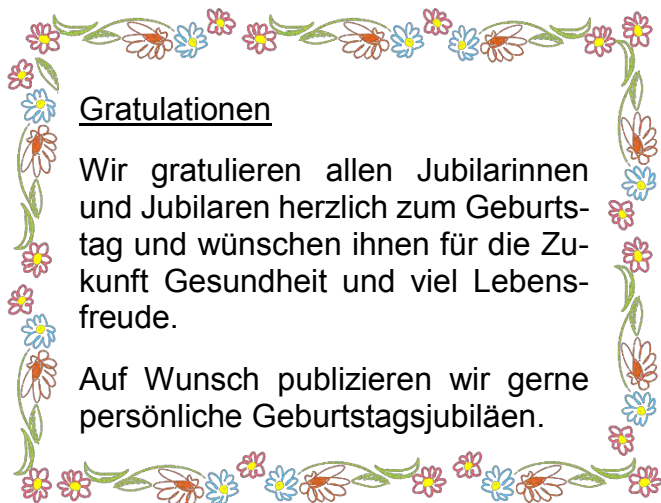 Gratulationen
Wir gratulieren allen Jubilarinnen
und Jubilaren herzlich zum Geburts-
tag und wünschen ihnen für die Zu-
kunft Gesundheit und viel Lebens-
freude.
Auf Wunsch publizieren wir gerne
persönliche Geburtstagsjubiläen.